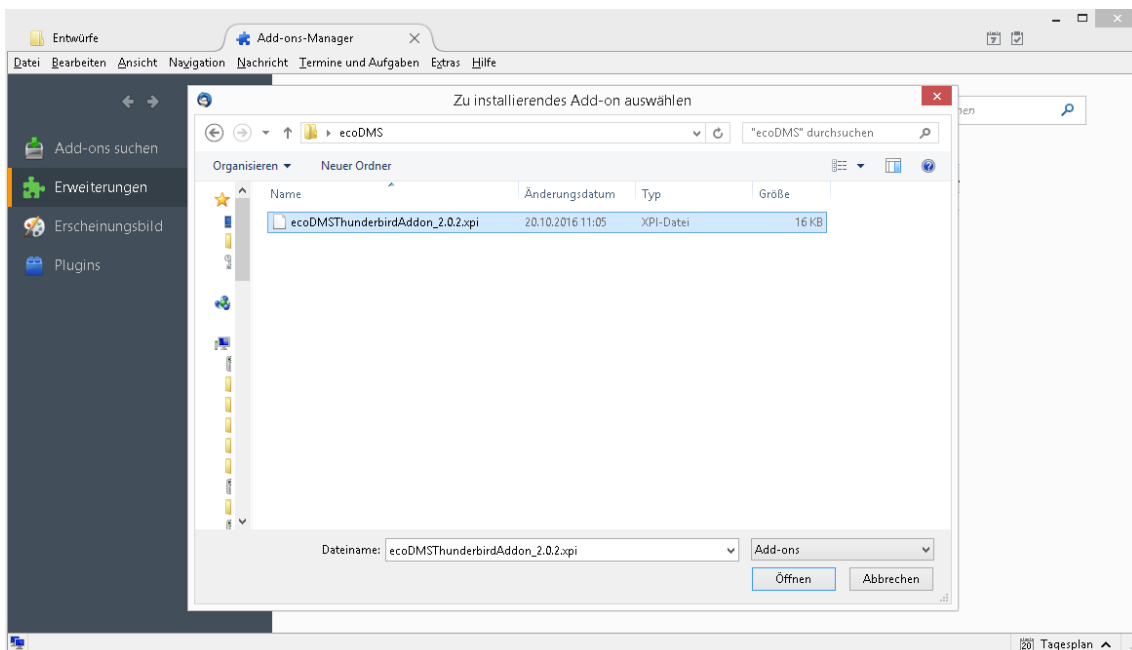 Entwürfe Add-ons-Manager 7
Datei Bearbeiten Ansicht Navigation Nachricht Termine und Aufgaben Extras Hilfe
Zu installierendes Add-on auswählen
ecoDMS "ecoDMS" durchsuchen
Organisieren Neuer Ordner
Add-ons suchen
Erweiterungen
Erscheinungsbild
Plugins
Name Änderungsdatum Typ Größe
ecoDMSThunderbirdAddon_2.0.2.xpi 20.10.2016 11:05 XPI-Datei 16 KB
Dateiname: ecoDMSThunderbirdAddon_2.0.2.xpi Add-ons
Öffnen Abbrechen
20 Tagesplan